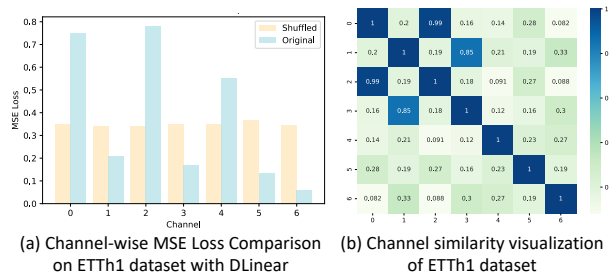 Shuffled
Original
MSE Loss
0.8
0.7
0.6
0.5
0.4
0.3
0.2
0.1
0.0
0 1 2 3 4 5 6
Channel
(a) Channel-wise MSE Loss Comparison
on ETTh1 dataset with DLinear
0 1 0.2 0.99 0.16 0.14 0.28 0.082
1 0.2 1 0.19 0.85 0.21 0.19 0.33
2 0.99 0.19 1 0.18 0.091 0.27 0.088
3 0.16 0.85 0.18 1 0.12 0.16 0.3
4 0.14 0.21 0.091 0.12 1 0.23 0.27
5 0.28 0.19 0.27 0.16 0.23 1 0.19
6 0.082 0.33 0.088 0.3 0.27 0.19 1
0 1 2 3 4 5 6
(b) Channel similarity visualization
of ETTh1 dataset